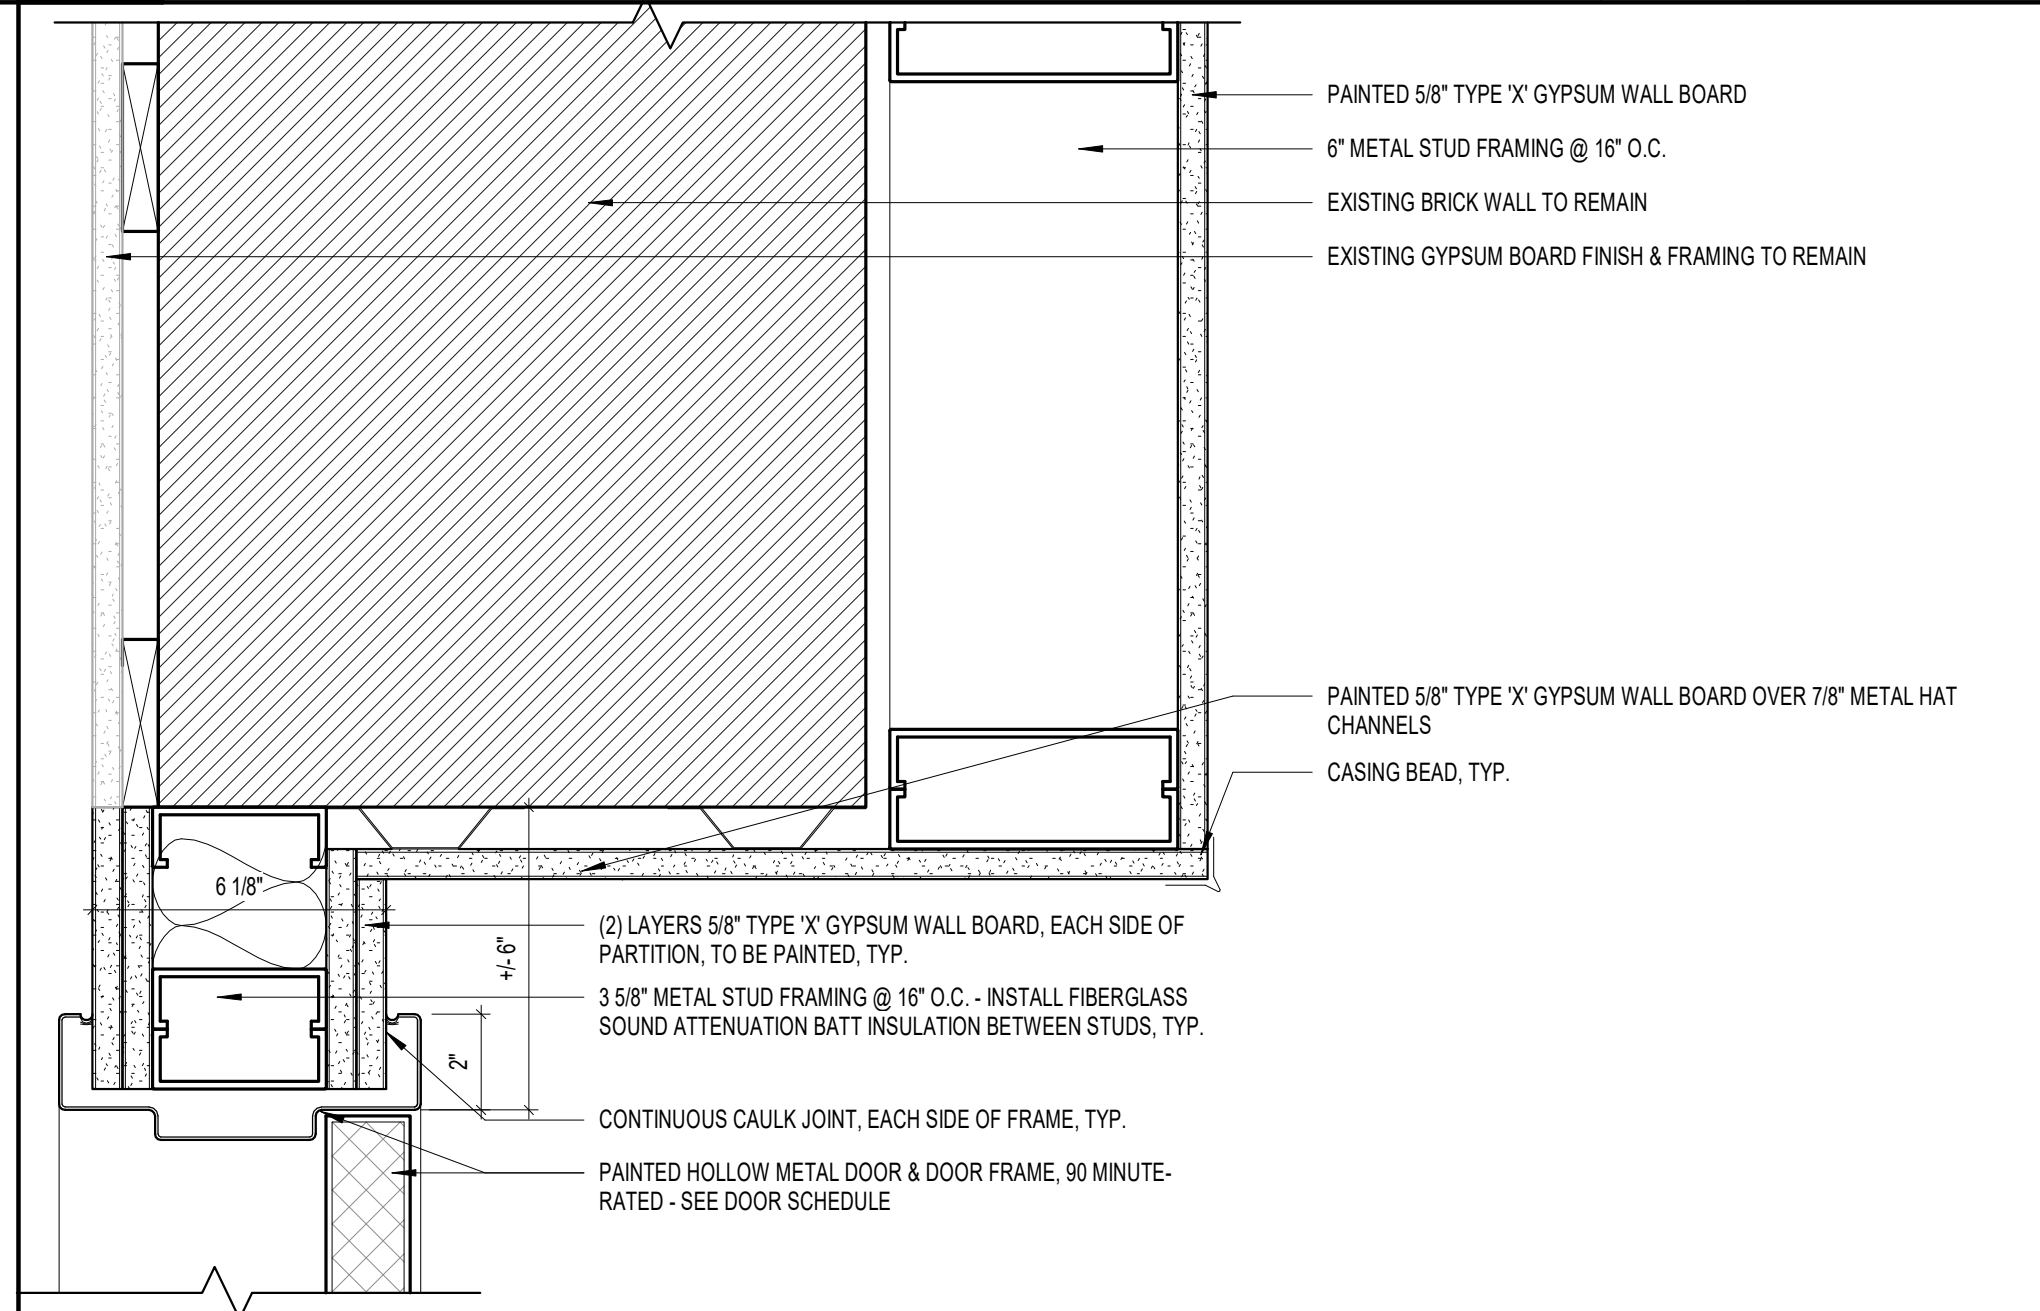 PAINTED 5/8" TYPE 'X' GYPSUM WALL BOARD
6" METAL STUD FRAMING @ 16" O.C.
EXISTING BRICK WALL TO REMAIN
EXISTING GYPSUM BOARD FINISH & FRAMING TO REMAIN
PAINTED 5/8" TYPE 'X' GYPSUM WALL BOARD OVER 7/8" METAL HAT
CHANNELS
CASING BEAD, TYP.
6 1/8"
(2) LAYERS 5/8" TYPE 'X' GYPSUM WALL BOARD, EACH SIDE OF
PARTITION, TO BE PAINTED, TYP.
+/- 6"
3 5/8" METAL STUD FRAMING @ 16" O.C. - INSTALL FIBERGLASS
SOUND ATTENUATION BATT INSULATION BETWEEN STUDS, TYP.
2"
CONTINUOUS CAULK JOINT, EACH SIDE OF FRAME, TYP.
PAINTED HOLLOW METAL DOOR & DOOR FRAME, 90 MINUTE-
RATED - SEE DOOR SCHEDULE